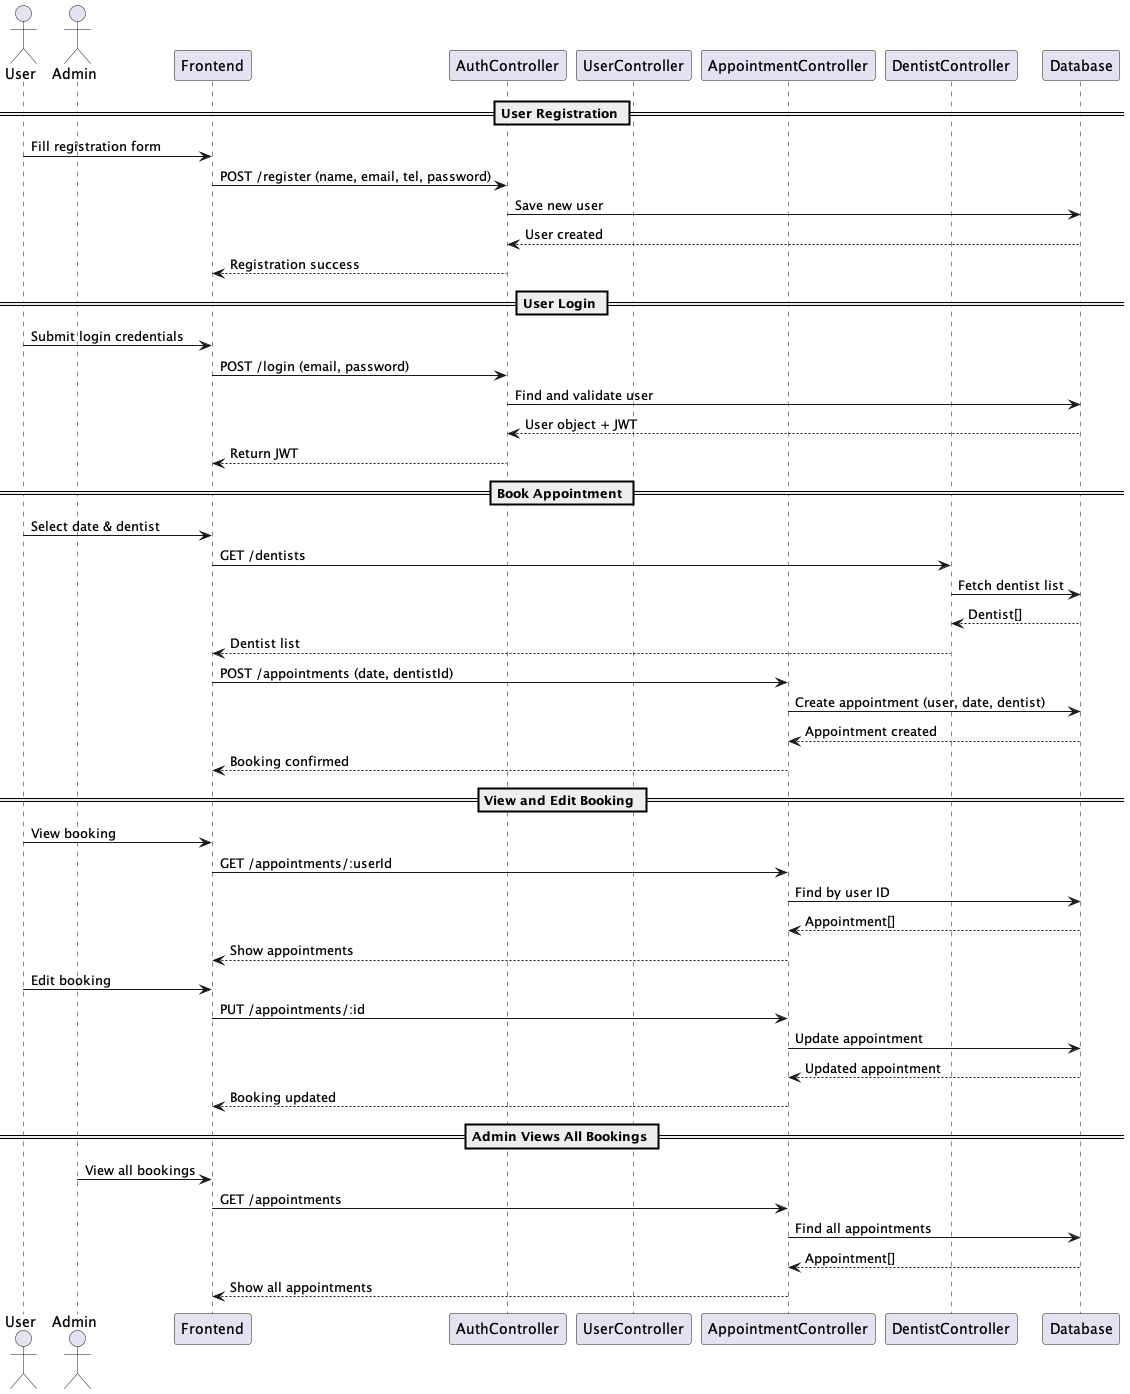 User
Admin
Frontend
AuthController
UserController
AppointmentController
DentistController
Database
User Registration
Fill registration form
POST /register (name, email, tel, password)
Save new user
User created
Registration success
User Login
Submit login credentials
POST /login (email, password)
Find and validate user
User object + JWT
Return JWT
Book Appointment
Select date & dentist
GET /dentists
Fetch dentist list
Dentist[]
Dentist list
POST /appointments (date, dentistId)
Create appointment (user, date, dentist)
Appointment created
Booking confirmed
View and Edit Booking
View booking
GET /appointments/:userId
Find by user ID
Appointment[]
Show appointments
Edit booking
PUT /appointments/:id
Update appointment
Updated appointment
Booking updated
Admin Views All Bookings
View all bookings
GET /appointments
Find all appointments
Appointment[]
Show all appointments
User
Admin
Frontend
AuthController
UserController
AppointmentController
DentistController
Database